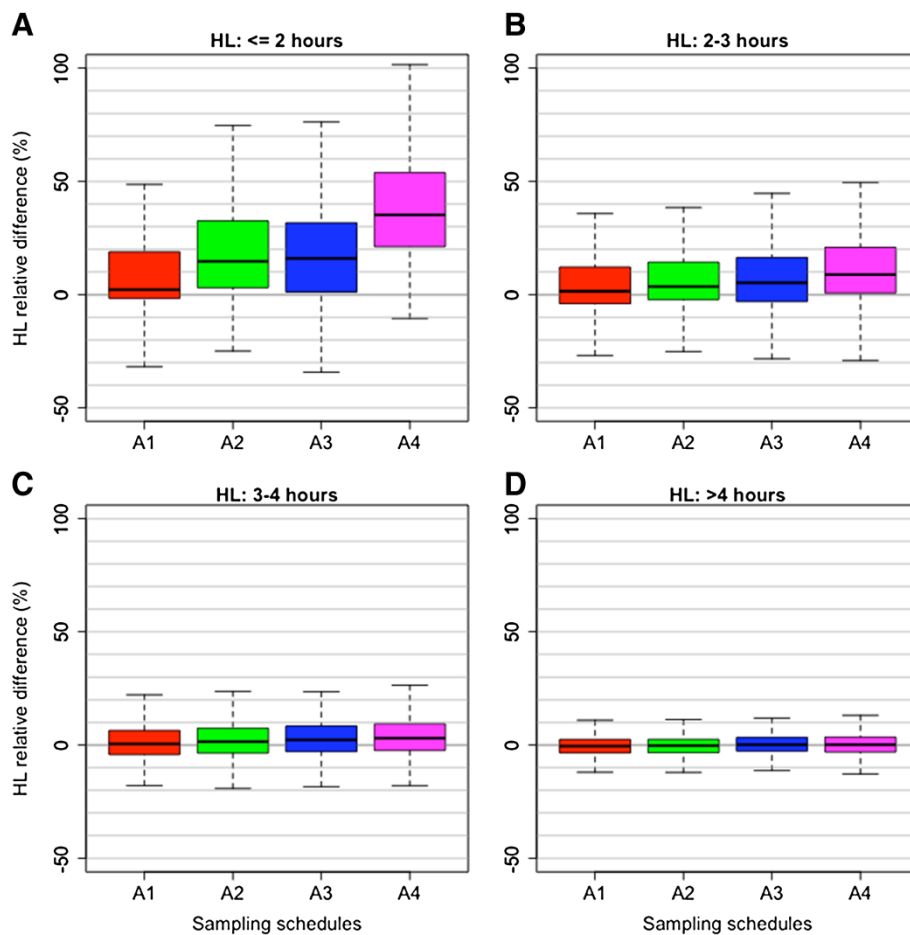 A
HL: <= 2 hours
B
HL: 2-3 hours
HL relative difference (%)
100
50
0
-50
A1 A2 A3 A4
100
50
0
-50
A1 A2 A3 A4
C
HL: 3-4 hours
D
HL: >4 hours
HL relative difference (%)
100
50
0
-50
A1 A2 A3 A4
Sampling schedules
100
50
0
-50
A1 A2 A3 A4
Sampling schedules